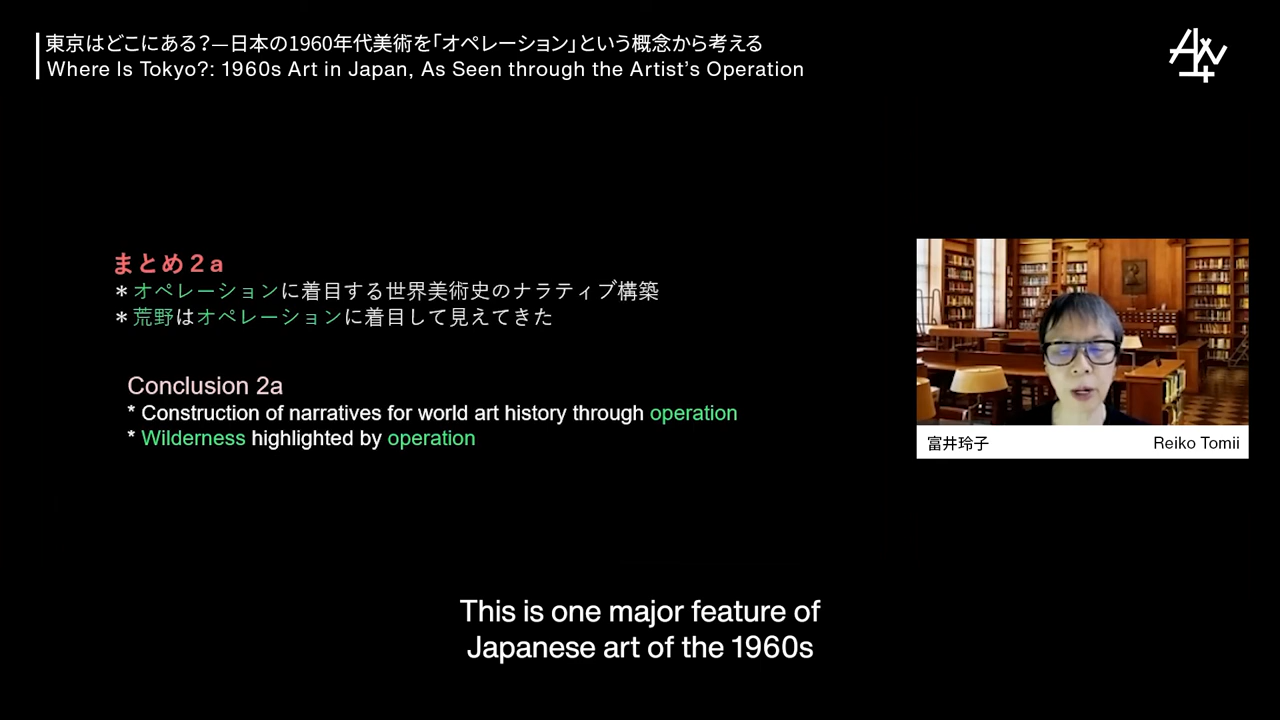 東京はどこにある?—日本の1960年代美術を「オペレーション」という概念から考える
Where Is Tokyo?: 1960s Art in Japan, As Seen through the Artist's Operation
まとめ２a
＊オペレーションに着目する世界美術史のナラティブ構築
＊荒野はオペレーションに着目して見えてきた
Conclusion 2a
* Construction of narratives for world art history through operation
* Wilderness highlighted by operation
富井玲子 Reiko Tomii
This is one major feature of
Japanese art of the 1960s